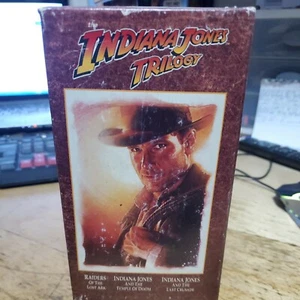 THE
INDIANA JONES
TRILOGY
RAIDERS INDIANA JONES INDIANA JONES
OF THE AND THE AND THE
LOST ARK TEMPLE OF DOOM LAST CRUSADE